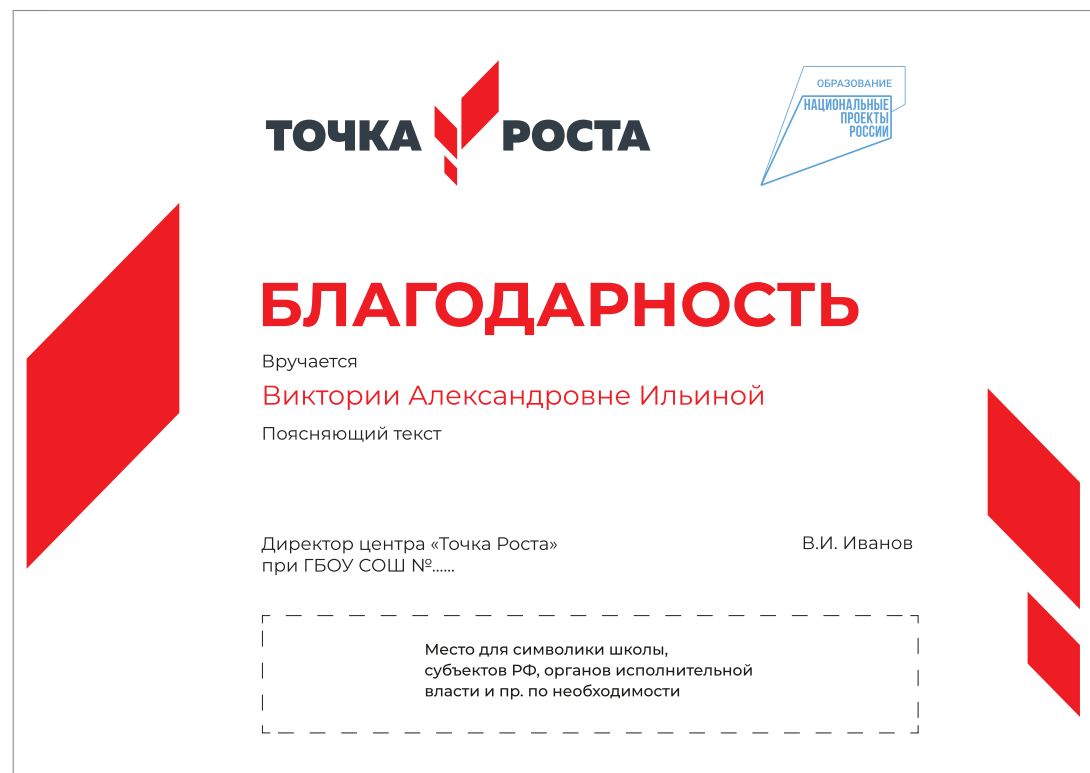 ТОЧКА РОСТА
ОБРАЗОВАНИЕ
НАЦИОНАЛЬНЫЕ
ПРОЕКТЫ
РОССИИ
БЛАГОДАРНОСТЬ
Вручается
Виктории Александровне Ильиной
Поясняющий текст
Директор центра «Точка Роста»
при ГБОУ СОШ №......
В.И. Иванов
Место для символики школы,
субъектов РФ, органов исполнительной
власти и пр. по необходимости